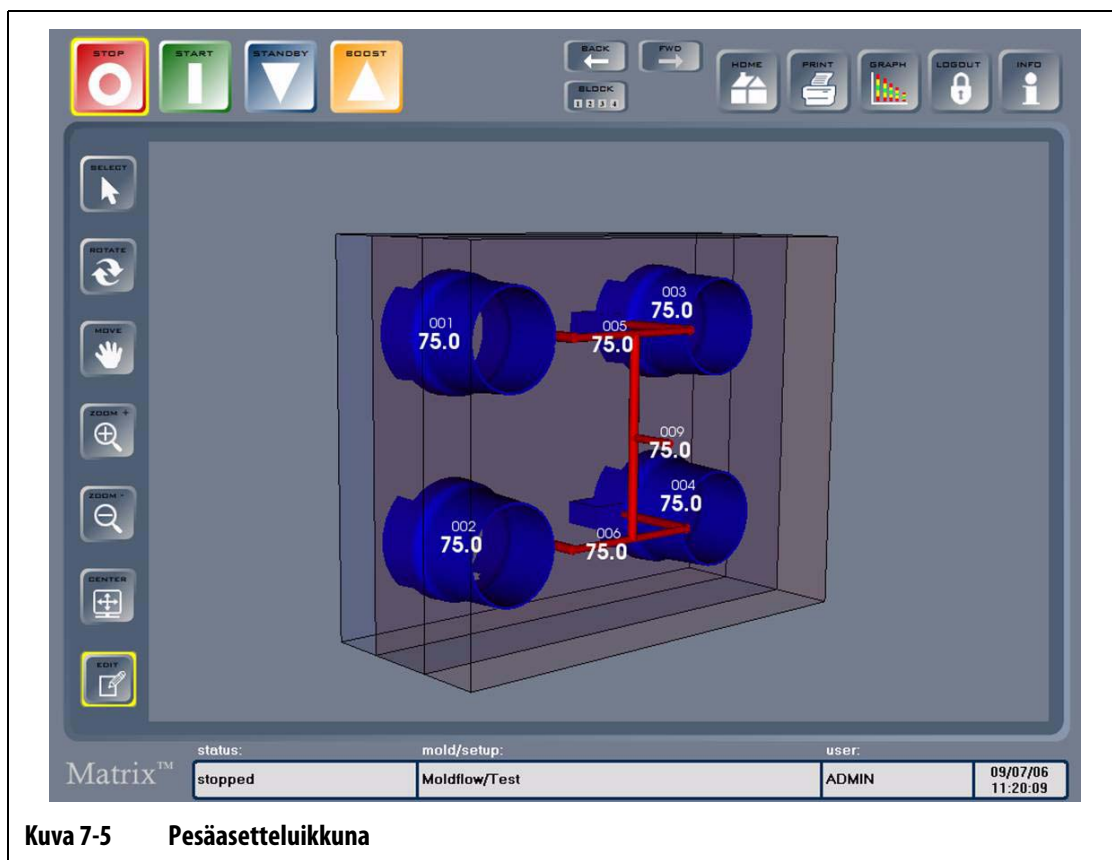 STOP START STANDBY BOOST BACK FWD
HOME PRINT GRAPH LOGOUT INFO
BLOCK
1 2 3 4
SELECT
ROTATE
MOVE
ZOOM +
ZOOM -
CENTER
EDIT
001
75.0
003
75.0
005
75.0
009
75.0
004
75.0
002
75.0
006
75.0
status: mold/setup: user:
Matrix™ stopped Moldflow/Test ADMIN 09/07/06
11:20:09
Kuva 7-5 Pesäasetteluikkuna